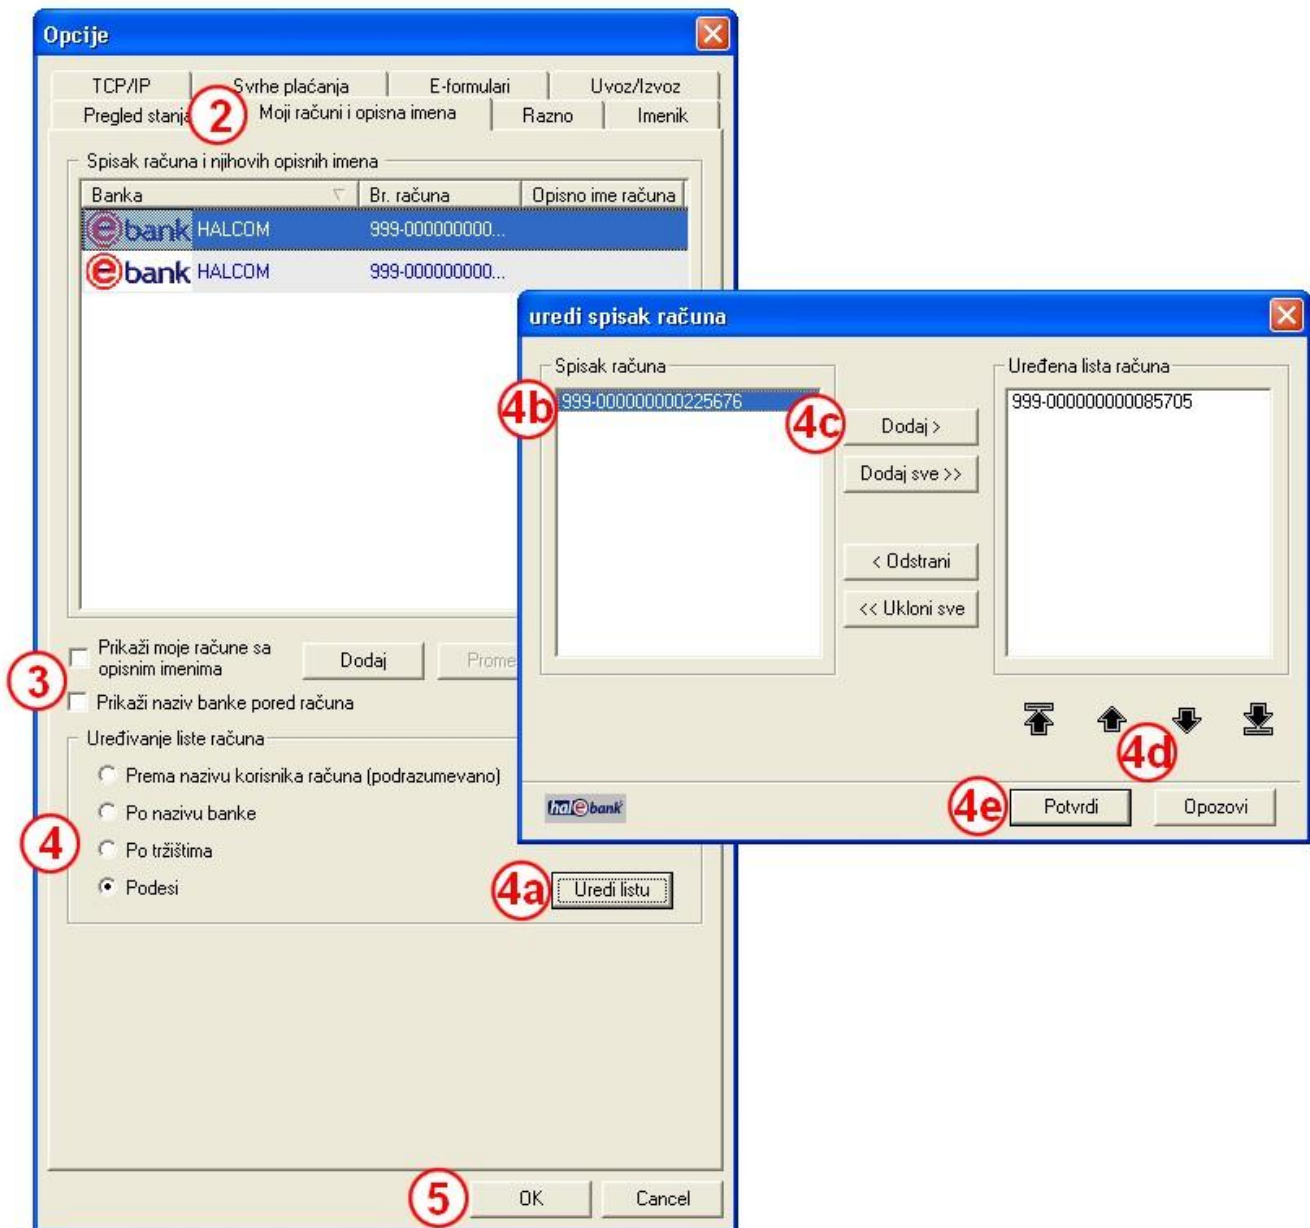 Opcije
TCP/IP Svrhe plaćanja E-formulari Uvoz/Izvoz
Pregled stanja 2 Moji računi i opisna imena Razno Imenik
Spisak računa i njihovih opisnih imena
Banka Br. računa Opisno ime računa
ebank HALCOM 999-000000000...
ebank HALCOM 999-000000000...
uredi spisak računa
Spisak računa Uređena lista računa
4b 999-000000000225676 4c 999-000000000085705
Dodaj >
Dodaj sve >>
< Odstrani
<< Ukloni sve
3
Prikaži moje račune sa
opisnim imenima
Dodaj Prome
Prikaži naziv banke pored računa
4d
hal ebank 4e Potvrdi Opozovi
Uređivanje liste računa
4
Prema nazivu korisnika računa (podrazumevano)
Po nazivu banke
Po tržištima
Podesi 4a Uredi listu
5 OK Cancel